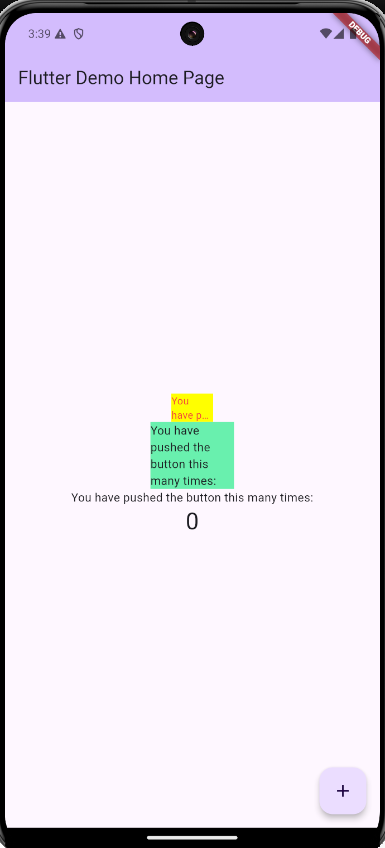 3:39
DEBUG
Flutter Demo Home Page
You
have p...
You have
pushed the
button this
many times:
You have pushed the button this many times:
0
+